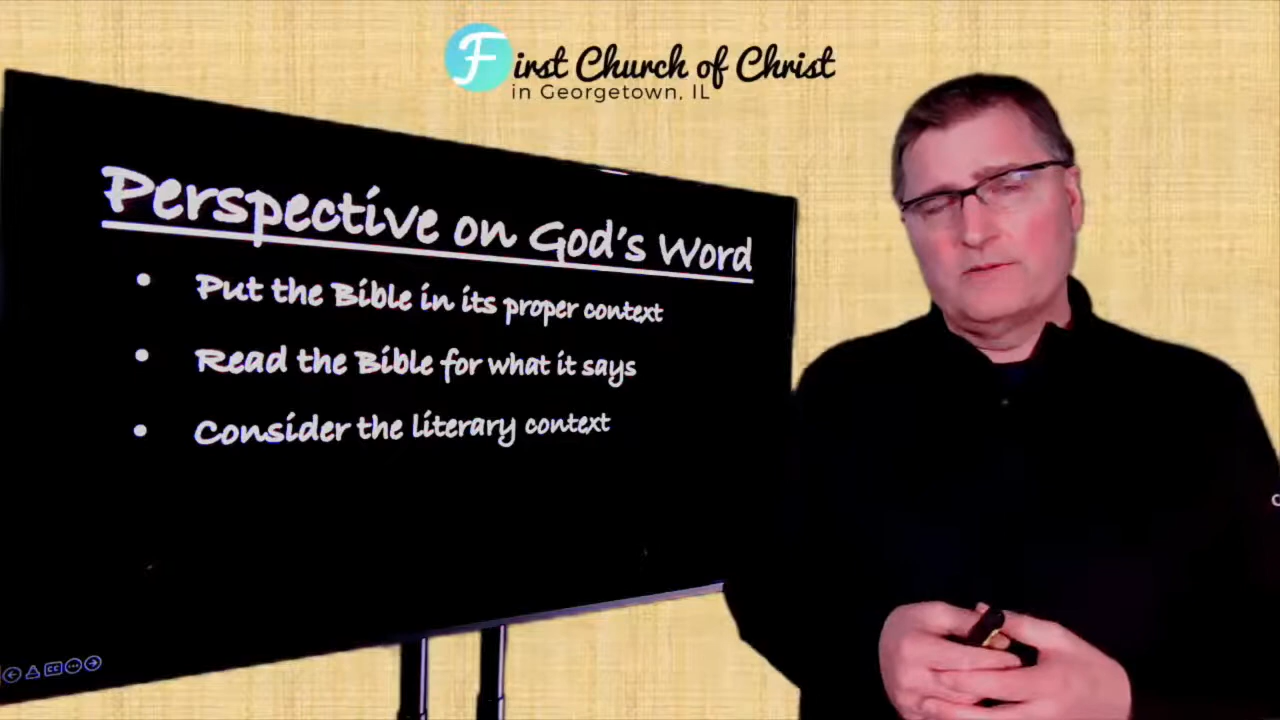 First Church of Christ
in Georgetown, IL
Perspective on God's Word
• Put the Bible in its proper context
• Read the Bible for what it says
• Consider the literary context
CC